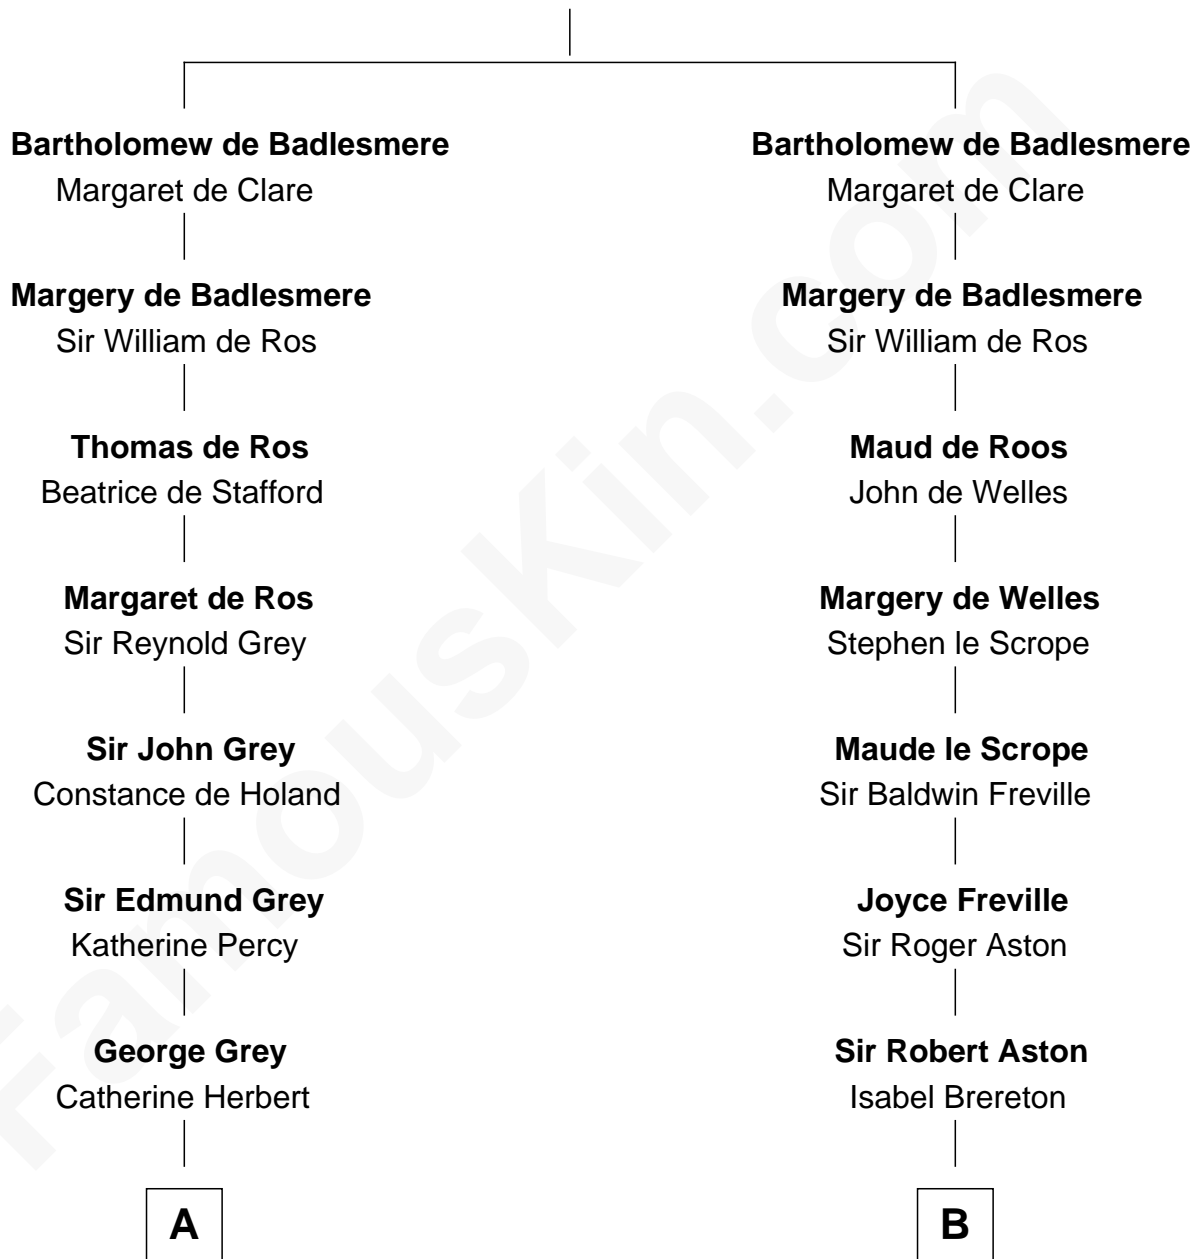 Bartholomew de Badlesmere
Margaret de Clare
Margery de Badlesmere
Sir William de Ros
Thomas de Ros
Beatrice de Stafford
Margaret de Ros
Sir Reynold Grey
Sir John Grey
Constance de Holand
Sir Edmund Grey
Katherine Percy
George Grey
Catherine Herbert
A
Bartholomew de Badlesmere
Margaret de Clare
Margery de Badlesmere
Sir William de Ros
Maud de Roos
John de Welles
Margery de Welles
Stephen le Scrope
Maude le Scrope
Sir Baldwin Freville
Joyce Freville
Sir Roger Aston
Sir Robert Aston
Isabel Brereton
B
FamousKin.com